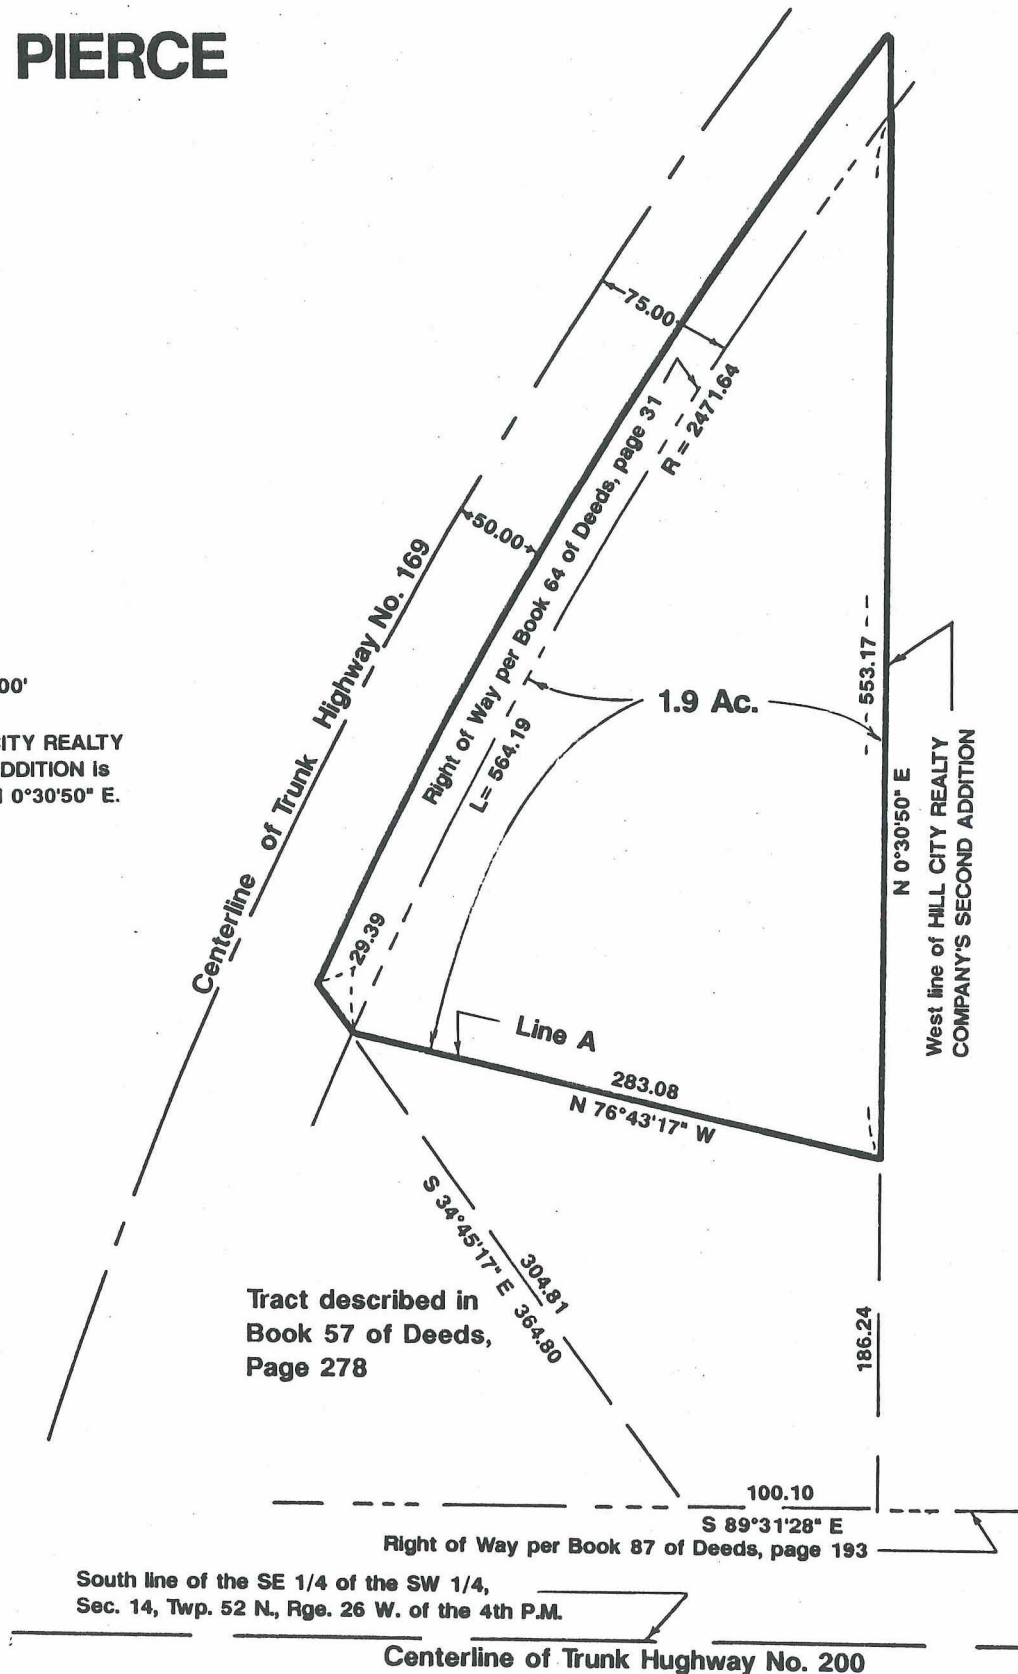 PIERCE
75.00
Right of Way per Book 64 of Deeds, page 31
R = 2471.64
50.00
Centerline of Trunk Highway No. 169
L= 564.19
1.9 Ac.
553.17
N 0°30'50" E
West line of HILL CITY REALTY
COMPANY'S SECOND ADDITION
00'
CITY REALTY
ADDITION is
N 0°30'50" E.
29.39
Line A
283.08
N 76°43'17" W
304.81
S 34°45'17" E 364.80
186.24
Tract described in
Book 57 of Deeds,
Page 278
100.10
S 89°31'28" E
Right of Way per Book 87 of Deeds, page 193
South line of the SE 1/4 of the SW 1/4,
Sec. 14, Twp. 52 N., Rge. 26 W. of the 4th P.M.
Centerline of Trunk Hughway No. 200